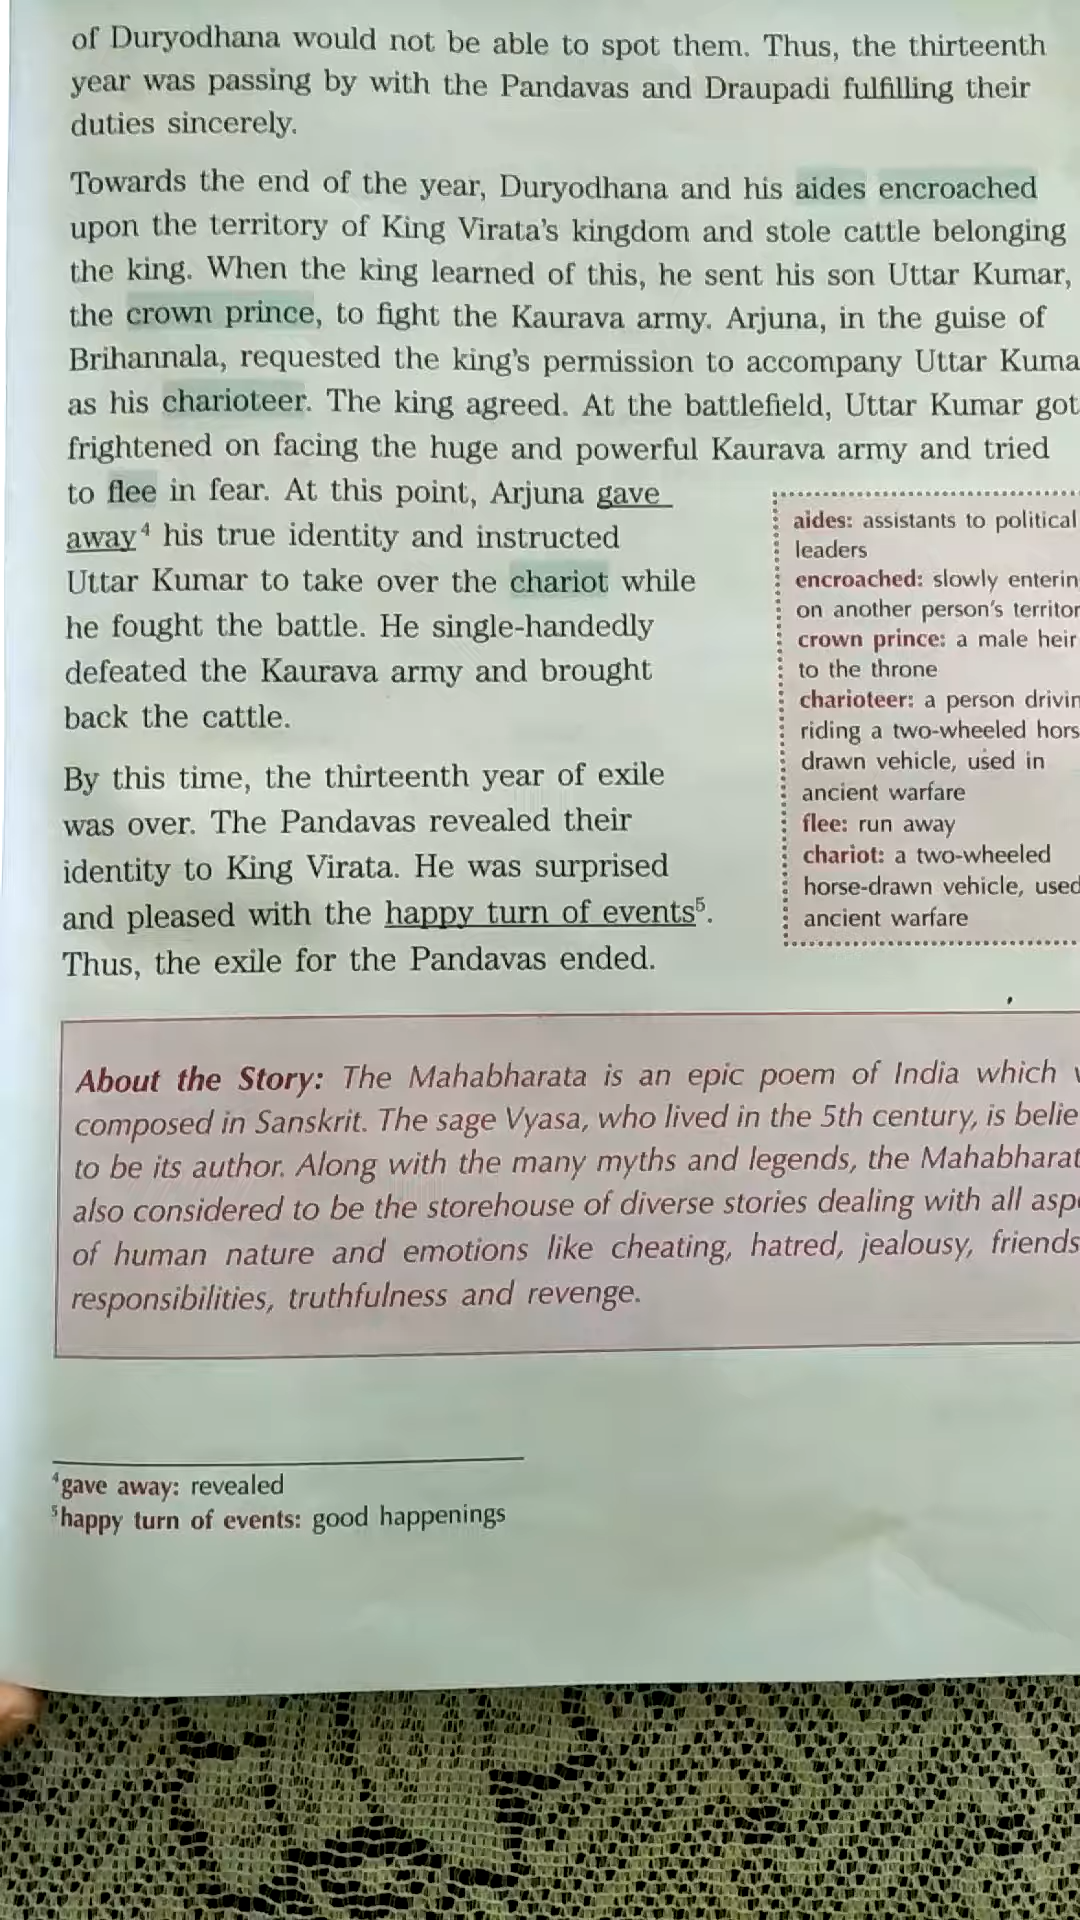 of Duryodhana would not be able to spot them. Thus, the thirteenth
year was passing by with the Pandavas and Draupadi fulfilling their
duties sincerely.
Towards the end of the year, Duryodhana and his aides encroached
upon the territory of King Virata's kingdom and stole cattle belonging
the king. When the king learned of this, he sent his son Uttar Kumar,
the crown prince, to fight the Kaurava army. Arjuna, in the guise of
Brihannala, requested the king's permission to accompany Uttar Kuma
as his charioteer. The king agreed. At the battlefield, Uttar Kumar got
frightened on facing the huge and powerful Kaurava army and tried
to flee in fear. At this point, Arjuna gave
away⁴ his true identity and instructed
Uttar Kumar to take over the chariot while
he fought the battle. He single-handedly
defeated the Kaurava army and brought
back the cattle.
By this time, the thirteenth year of exile
was over. The Pandavas revealed their
identity to King Virata. He was surprised
and pleased with the happy turn of events⁵.
Thus, the exile for the Pandavas ended.
aides: assistants to political
leaders
encroached: slowly enterin
on another person's territor
crown prince: a male heir
to the throne
charioteer: a person drivin
riding a two-wheeled hors
drawn vehicle, used in
ancient warfare
flee: run away
chariot: a two-wheeled
horse-drawn vehicle, used
ancient warfare
About the Story: The Mahabharata is an epic poem of India which
composed in Sanskrit. The sage Vyasa, who lived in the 5th century, is belie
to be its author. Along with the many myths and legends, the Mahabharat
also considered to be the storehouse of diverse stories dealing with all asp
of human nature and emotions like cheating, hatred, jealousy, friends
responsibilities, truthfulness and revenge.
⁴gave away: revealed
⁵happy turn of events: good happenings